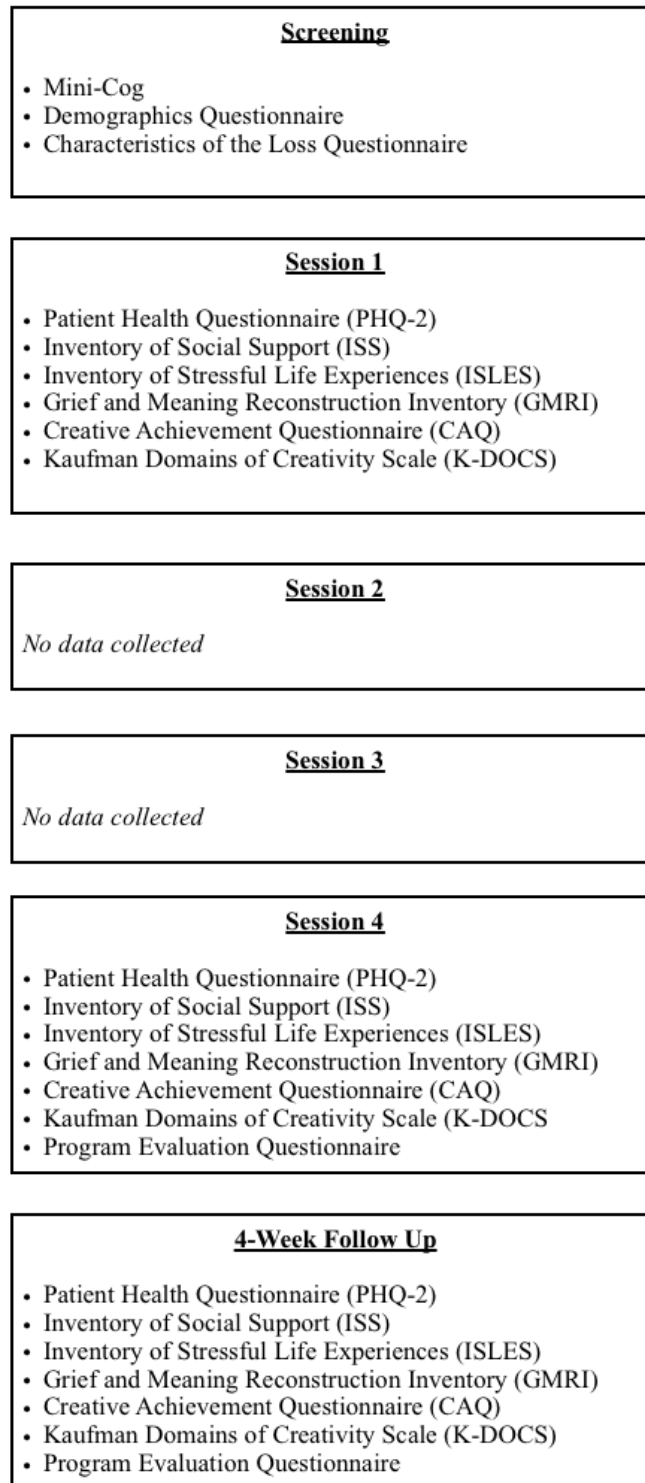 Screening
• Mini-Cog
• Demographics Questionnaire
• Characteristics of the Loss Questionnaire
Session 1
• Patient Health Questionnaire (PHQ-2)
• Inventory of Social Support (ISS)
• Inventory of Stressful Life Experiences (ISLES)
• Grief and Meaning Reconstruction Inventory (GMRI)
• Creative Achievement Questionnaire (CAQ)
• Kaufman Domains of Creativity Scale (K-DOCS)
Session 2
No data collected
Session 3
No data collected
Session 4
• Patient Health Questionnaire (PHQ-2)
• Inventory of Social Support (ISS)
• Inventory of Stressful Life Experiences (ISLES)
• Grief and Meaning Reconstruction Inventory (GMRI)
• Creative Achievement Questionnaire (CAQ)
• Kaufman Domains of Creativity Scale (K-DOCS
• Program Evaluation Questionnaire
4-Week Follow Up
• Patient Health Questionnaire (PHQ-2)
• Inventory of Social Support (ISS)
• Inventory of Stressful Life Experiences (ISLES)
• Grief and Meaning Reconstruction Inventory (GMRI)
• Creative Achievement Questionnaire (CAQ)
• Kaufman Domains of Creativity Scale (K-DOCS)
• Program Evaluation Questionnaire